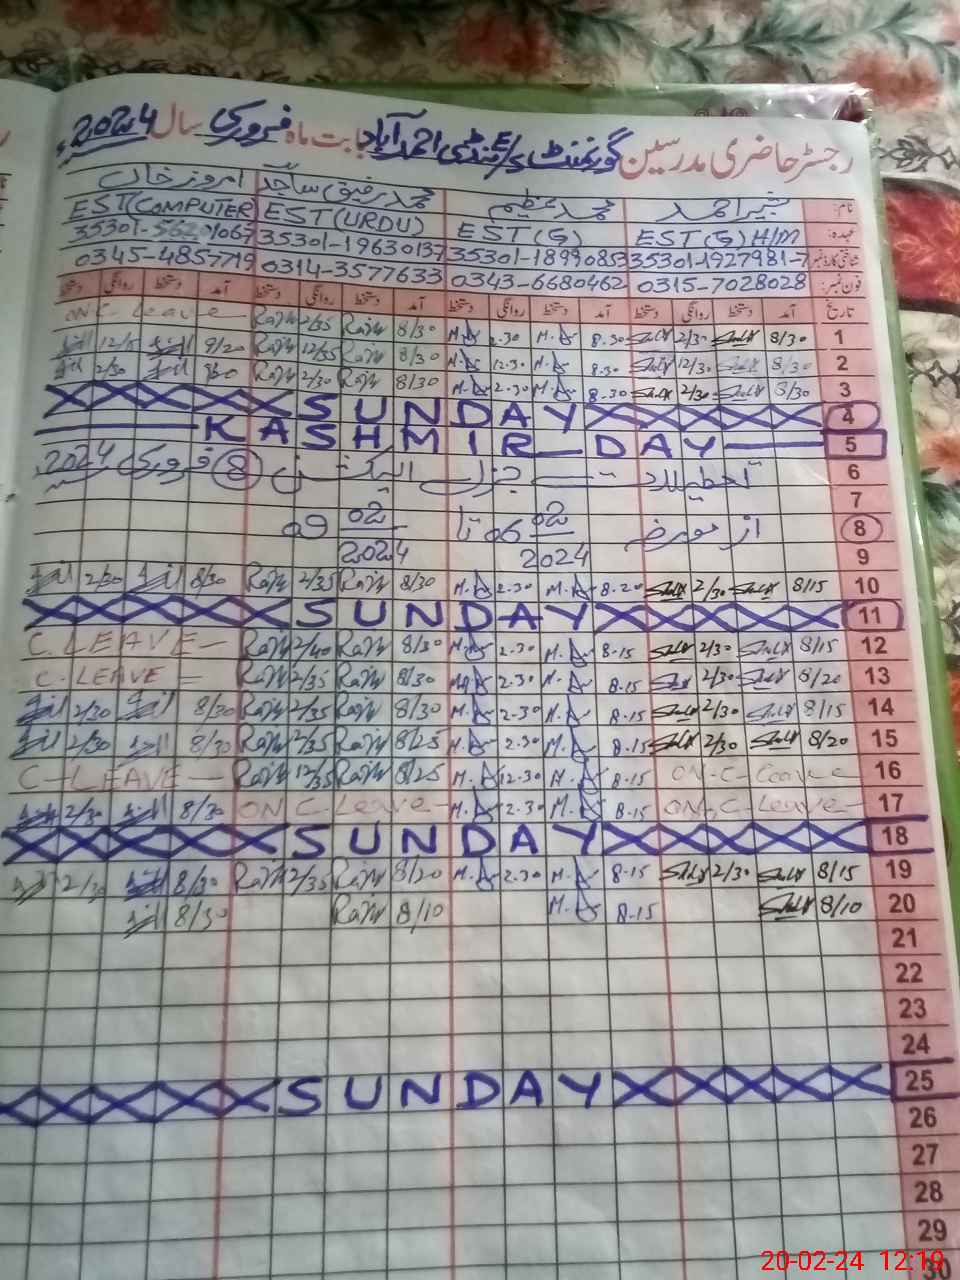 رجسٹر حاضری مدرسین گورنمنٹ E/S منڈی احمد آباد بابت ماہ فروری سال 2024ء
نام: بشیر احمد محمد عظیم محمد رفیق ساجد امروز خان
عہدہ: EST(G) H/M EST(G) EST(URDU) EST(COMPUTER)
شناختی کارڈ نمبر 35301-1927981-7 35301-1899085 35301-1963013 35301-
فون نمبر: 0315-7028028 0343-6680462 0314-3577633 0345-4857719
تاریخ آمد دستخط روانگی دستخط آمد دستخط روانگی دستخط آمد دستخط روانگی دستخط آمد دستخط روانگی دستخط
1 8/30 2/30 8.30 2.30 8/30 2/35 ON C-Leave
2 8/30 12/30 8.30 12.30 8/30 12/35 9/20 12/
3 8/30 2/30 8-30 2-30 8/30 2/30 2/30
4 SUNDAY
5 KASHMIR DAY
6 تعطیلات جنرل الیکشن 8 فروری 2024
7
8 از مورخہ 06 02 2024 تا 09 02 2024
9
10 8/15 2/30 8-20 2-30 8/30 2/35 8/30 2/30
11 SUNDAY
12 8/15 2/30 8-15 2-30 8/30 2/40 C. LEAVE
13 8/20 2/30 8-15 2-30 8/30 2/35 C-LEAVE
14 8/15 2/30 8-15 2-30 8/30 2/35 8/30 2/30
15 8/20 2/30 8-15 2-30 8/25 2/35 8/30 2/30
16 ON-C-Leave 8-15 12-30 8/25 12/35 C-LEAVE
17 ON-C-Leave 8-15 2-30 ON C-Leave 8/30 2/30
18 SUNDAY
19 8/15 2/30 8-15 2-30 8/20 2/35 8/30 2/30
20 8/10 8-15 8/10 8/30
21
22
23
24
25 SUNDAY
26
27
28
29
30
20-02-24 12:19